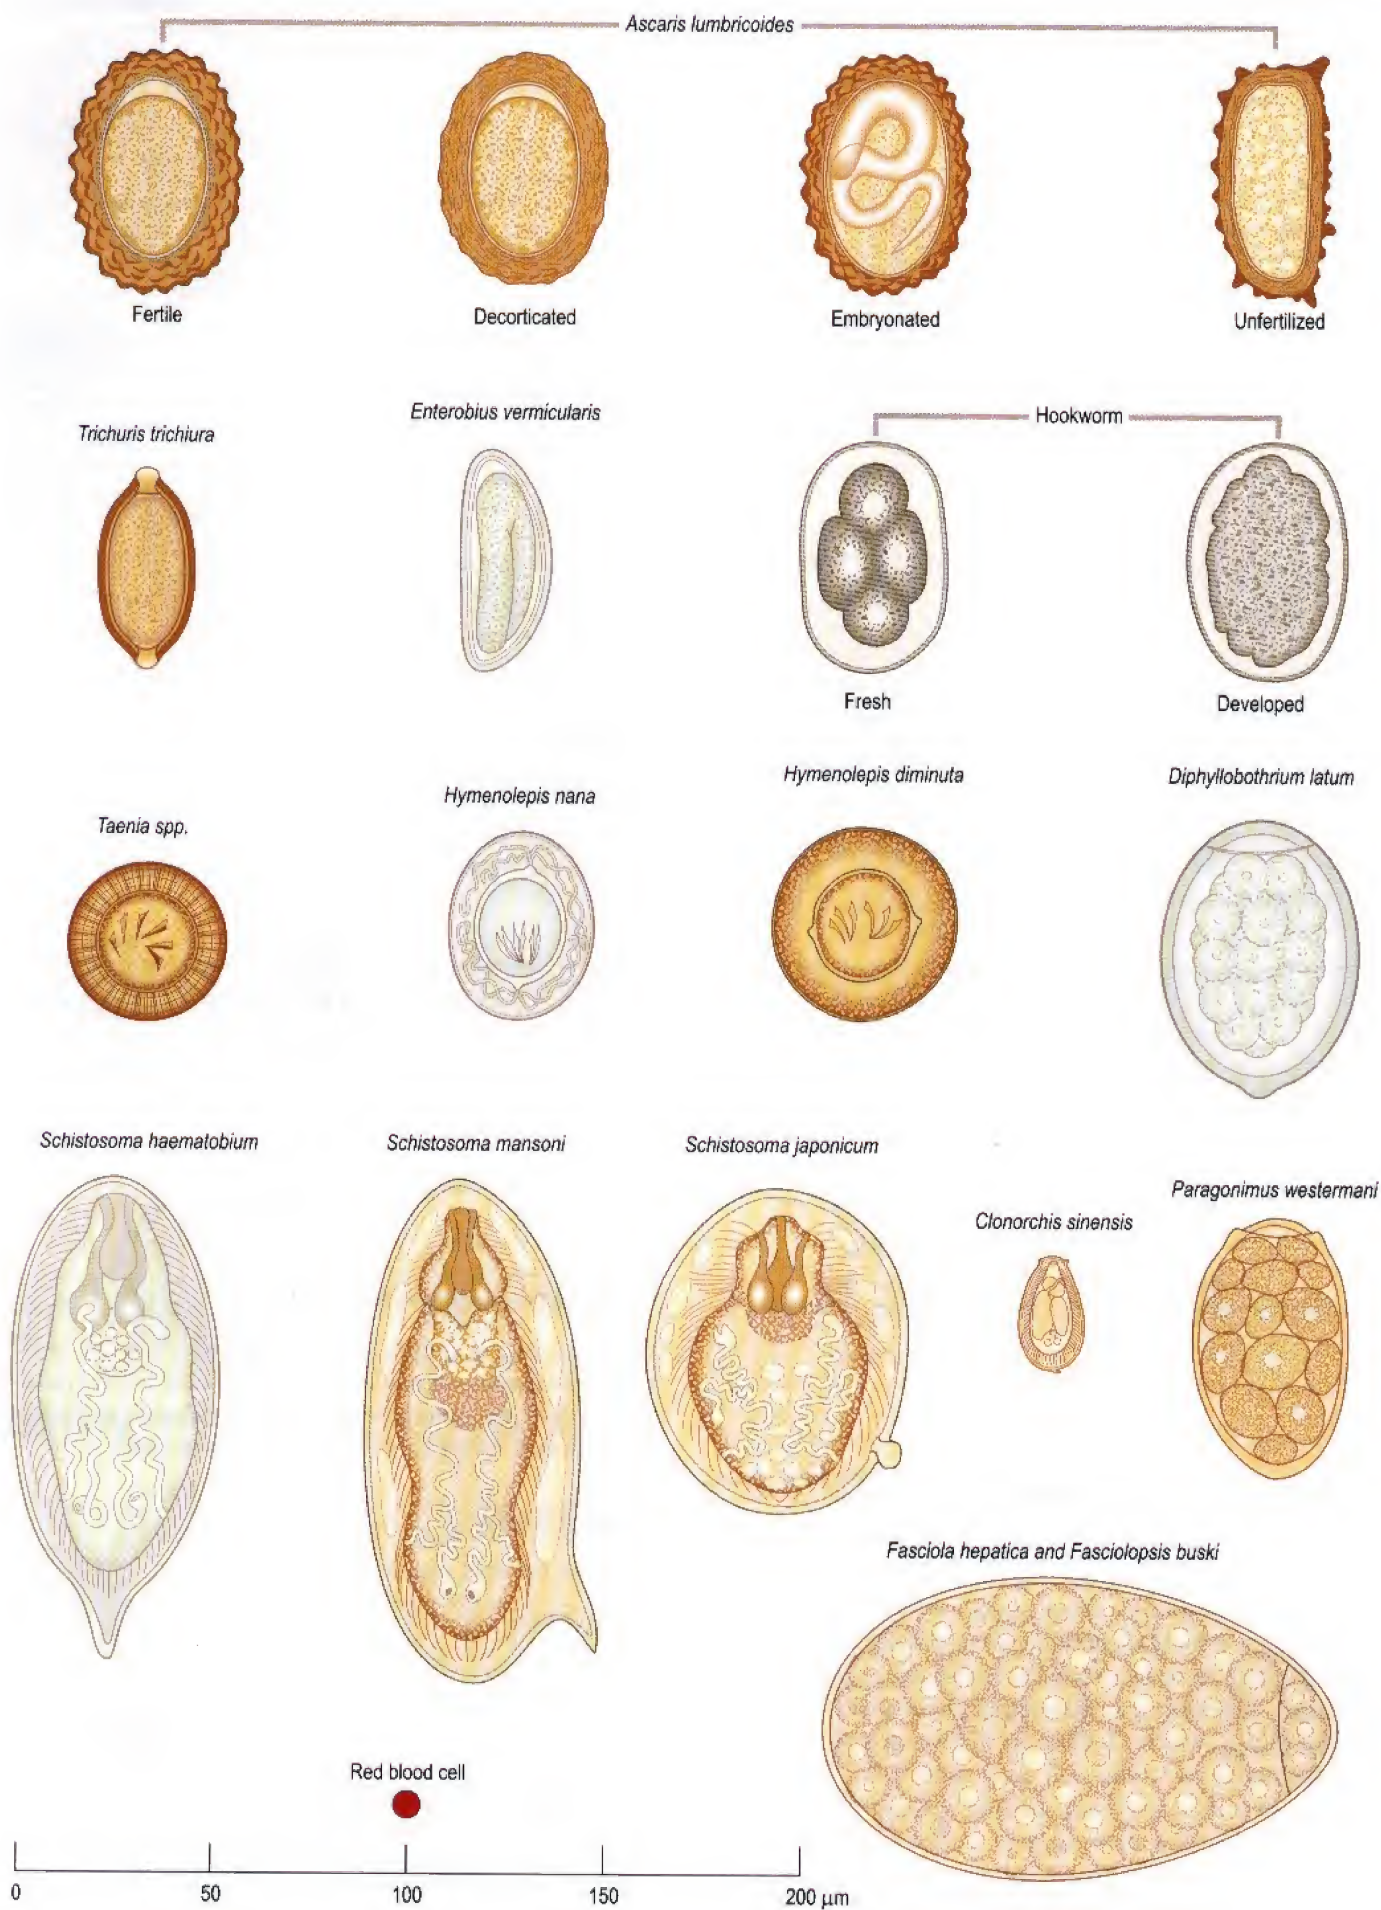 Ascaris lumbricoides
Fertile
Decorticated
Embryonated
Unfertilized
Trichuris trichiura
Enterobius vermicularis
Hookworm
Fresh
Developed
Taenia spp.
Hymenolepis nana
Hymenolepis diminuta
Diphyllobothrium latum
Schistosoma haematobium
Schistosoma mansoni
Schistosoma japonicum
Clonorchis sinensis
Paragonimus westermani
Fasciola hepatica and Fasciolopsis buski
Red blood cell
0 50 100 150 200 µm